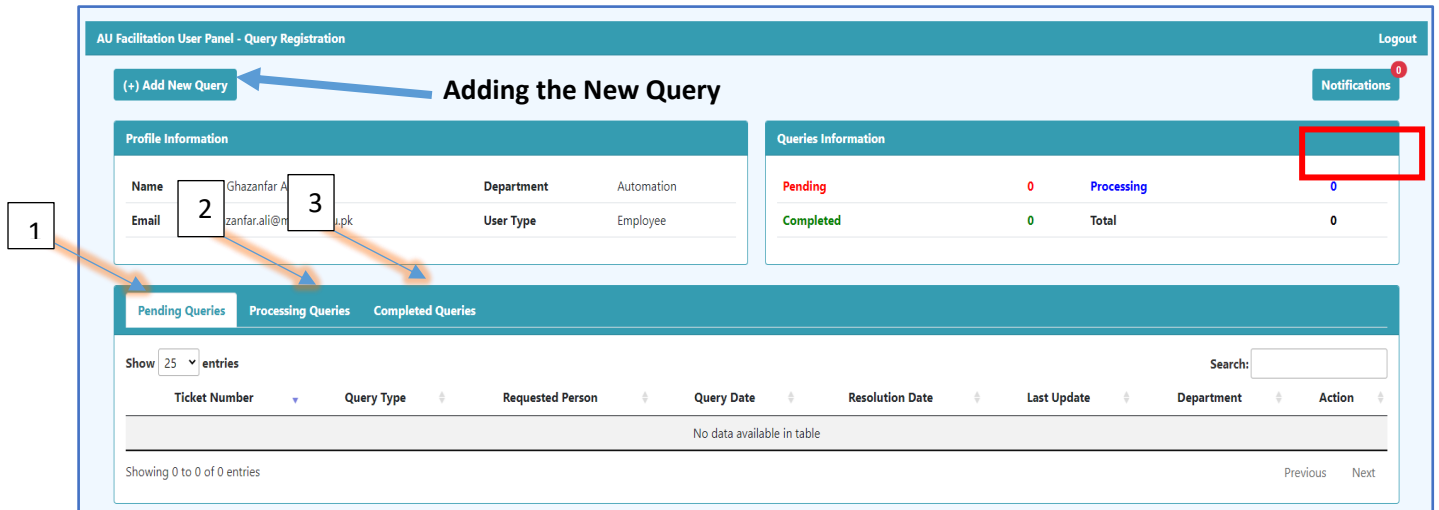 AU Facilitation User Panel - Query Registration Logout
(+) Add New Query Adding the New Query Notifications 0
Profile Information Queries Information
Name Ghazanfar A Department Automation Pending 0 Processing 0
Email zanfar.ali@m u.pk User Type Employee Completed 0 Total 0
1 2 3
Pending Queries Processing Queries Completed Queries
Show 25 entries Search:
Ticket Number Query Type Requested Person Query Date Resolution Date Last Update Department Action
No data available in table
Showing 0 to 0 of 0 entries Previous Next